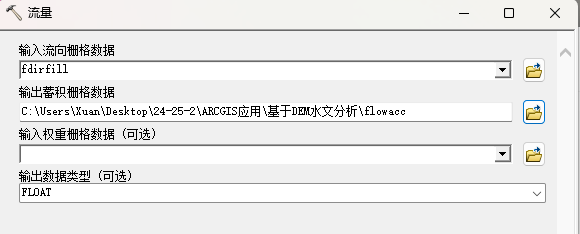 流量
输入流向栅格数据
fdirfill
输出蓄积栅格数据
C:\Users\Xuan\Desktop\24-25-2\ARCGIS应用\基于DEM水文分析\flowacc
输入权重栅格数据（可选）
输出数据类型（可选）
FLOAT